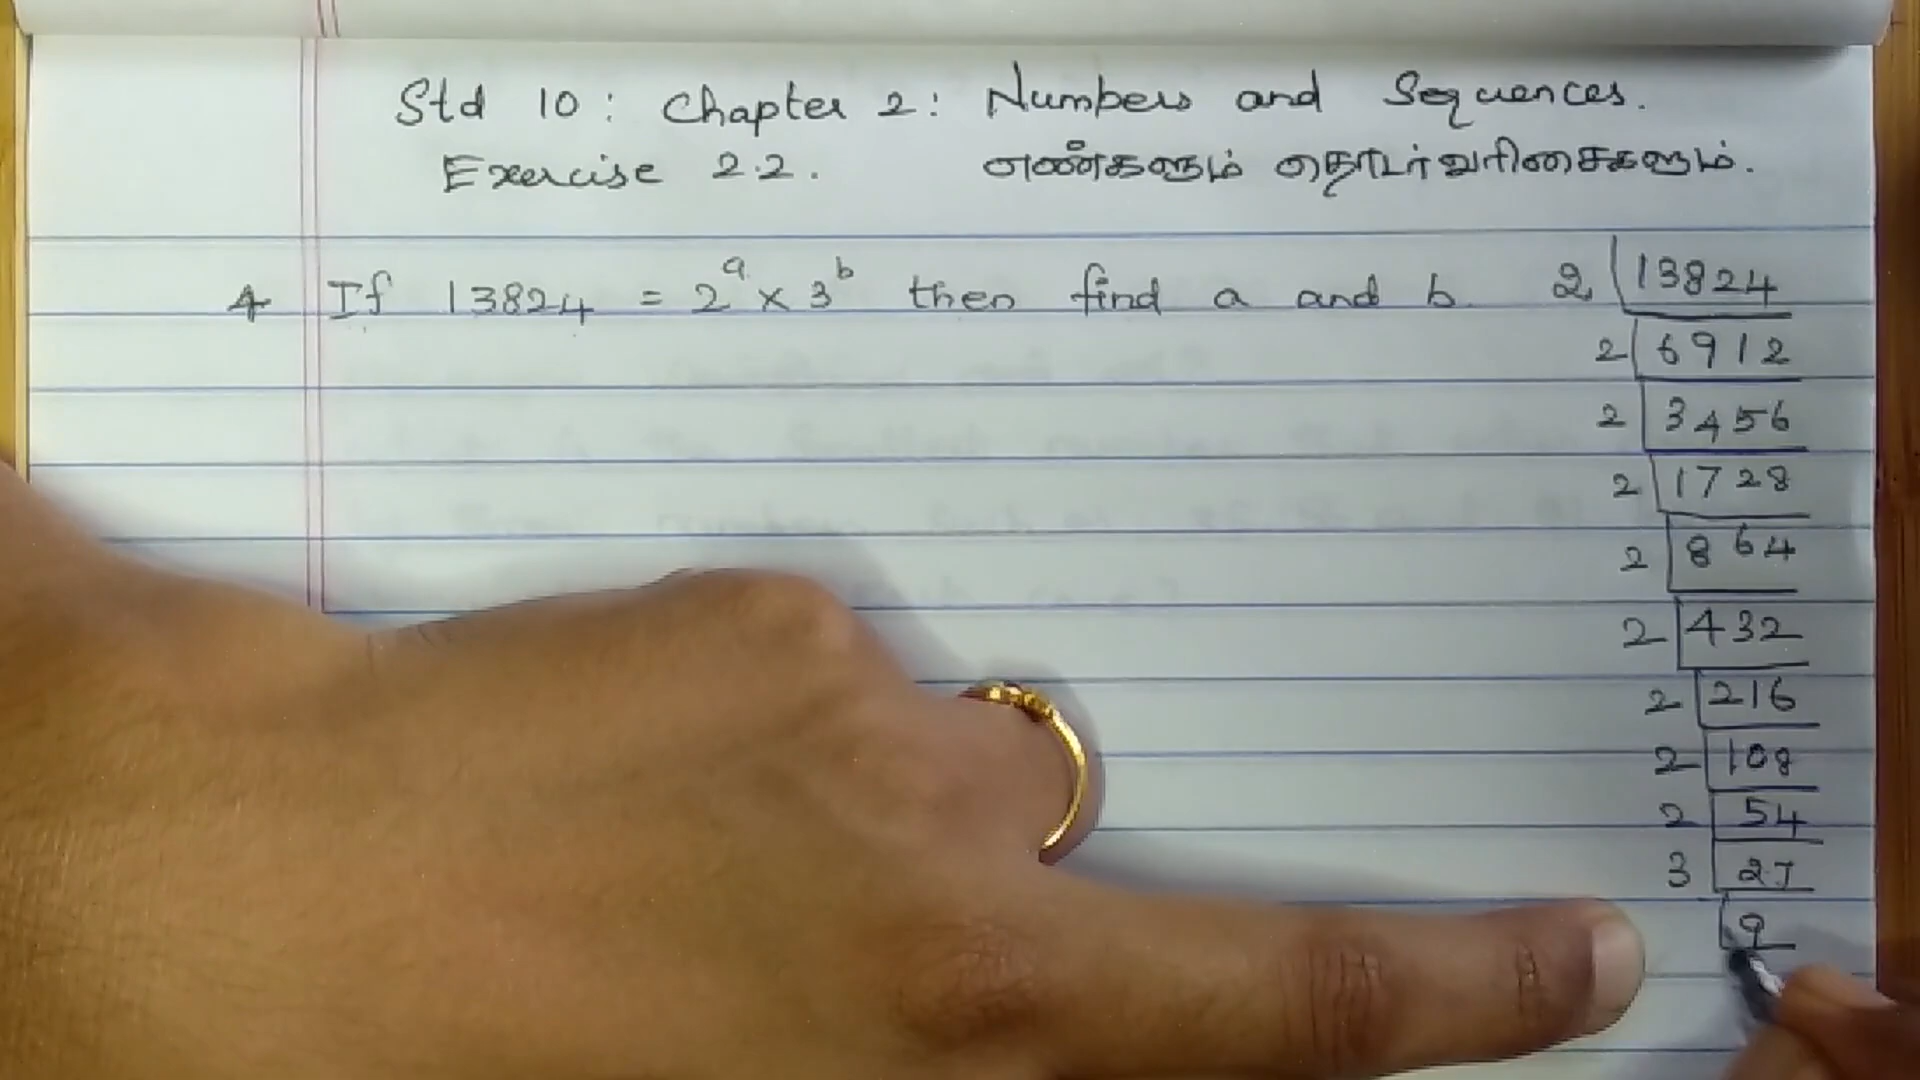 Std 10 : Chapter 2 : Numbers and Sequences.
Exercise 2.2. எண்களும் தொடர்வரிசைகளும்.
4 If 13824 = 2^a × 3^b then find a and b.
2 | 13824
2 | 6912
2 | 3456
2 | 1728
2 | 864
2 | 432
2 | 216
2 | 108
2 | 54
3 | 27
9